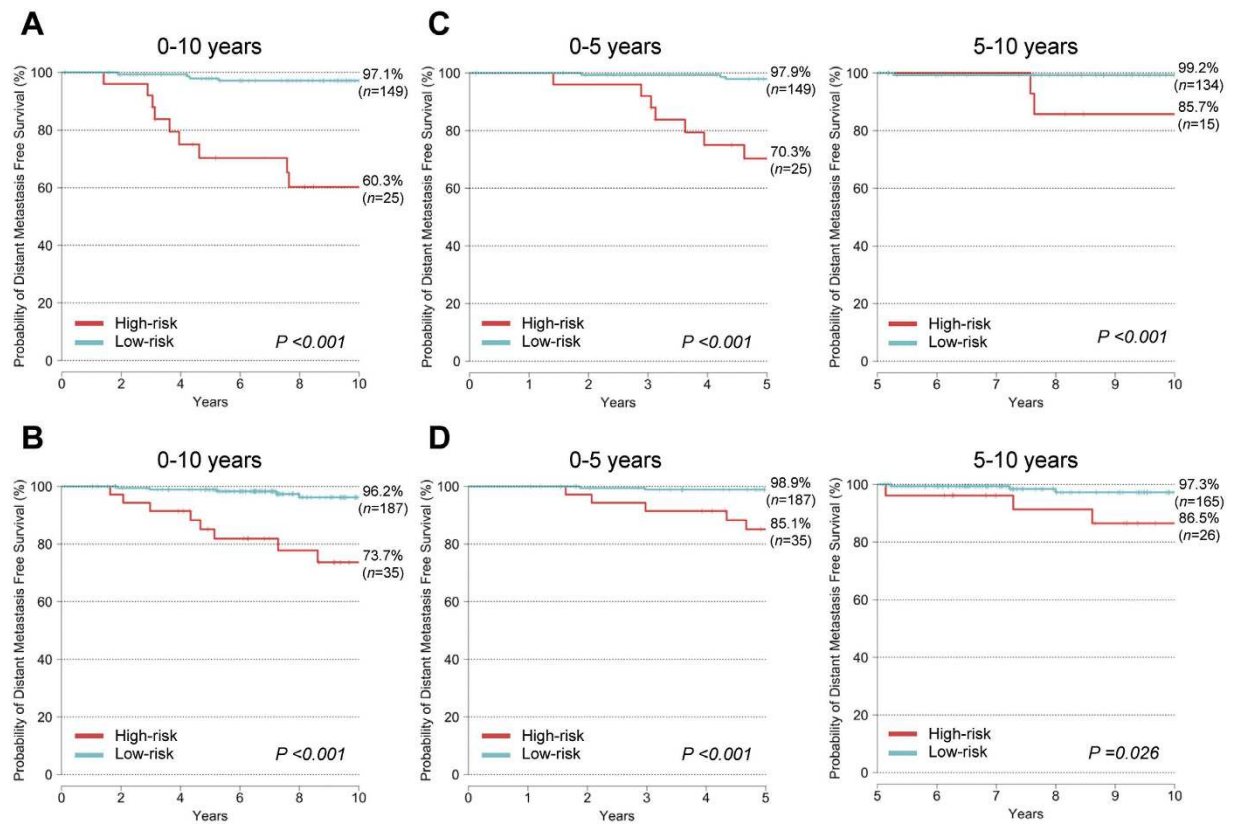 A
0-10 years
Probability of Distant Metastasis Free Survival (%)
100
80
60
40
20
0
97.1%
(n=149)
60.3%
(n=25)
High-risk
Low-risk
P <0.001
0 2 4 6 8 10
Years
C
0-5 years
Probability of Distant Metastasis Free Survival (%)
100
80
60
40
20
0
97.9%
(n=149)
70.3%
(n=25)
High-risk
Low-risk
P <0.001
0 1 2 3 4 5
Years
5-10 years
Probability of Distant Metastasis Free Survival (%)
100
80
60
40
20
0
99.2%
(n=134)
85.7%
(n=15)
High-risk
Low-risk
P <0.001
5 6 7 8 9 10
Years
B
0-10 years
Probability of Distant Metastasis Free Survival (%)
100
80
60
40
20
0
96.2%
(n=187)
73.7%
(n=35)
High-risk
Low-risk
P <0.001
0 2 4 6 8 10
Years
D
0-5 years
Probability of Distant Metastasis Free Survival (%)
100
80
60
40
20
0
98.9%
(n=187)
85.1%
(n=35)
High-risk
Low-risk
P <0.001
0 1 2 3 4 5
Years
5-10 years
Probability of Distant Metastasis Free Survival (%)
100
80
60
40
20
0
97.3%
(n=165)
86.5%
(n=26)
High-risk
Low-risk
P =0.026
5 6 7 8 9 10
Years